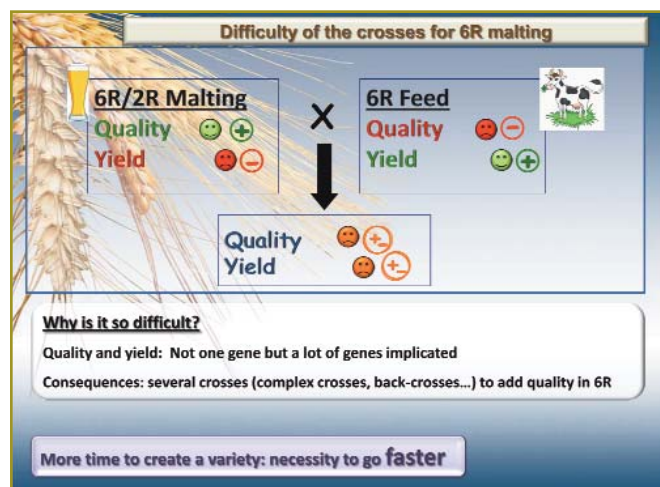 Difficulty of the crosses for 6R malting
6R/2R Malting
Quality +
Yield −
X
6R Feed
Quality −
Yield +
Quality +−
Yield +−
Why is it so difficult?
Quality and yield: Not one gene but a lot of genes implicated
Consequences: several crosses (complex crosses, back-crosses...) to add quality in 6R
More time to create a variety: necessity to go faster